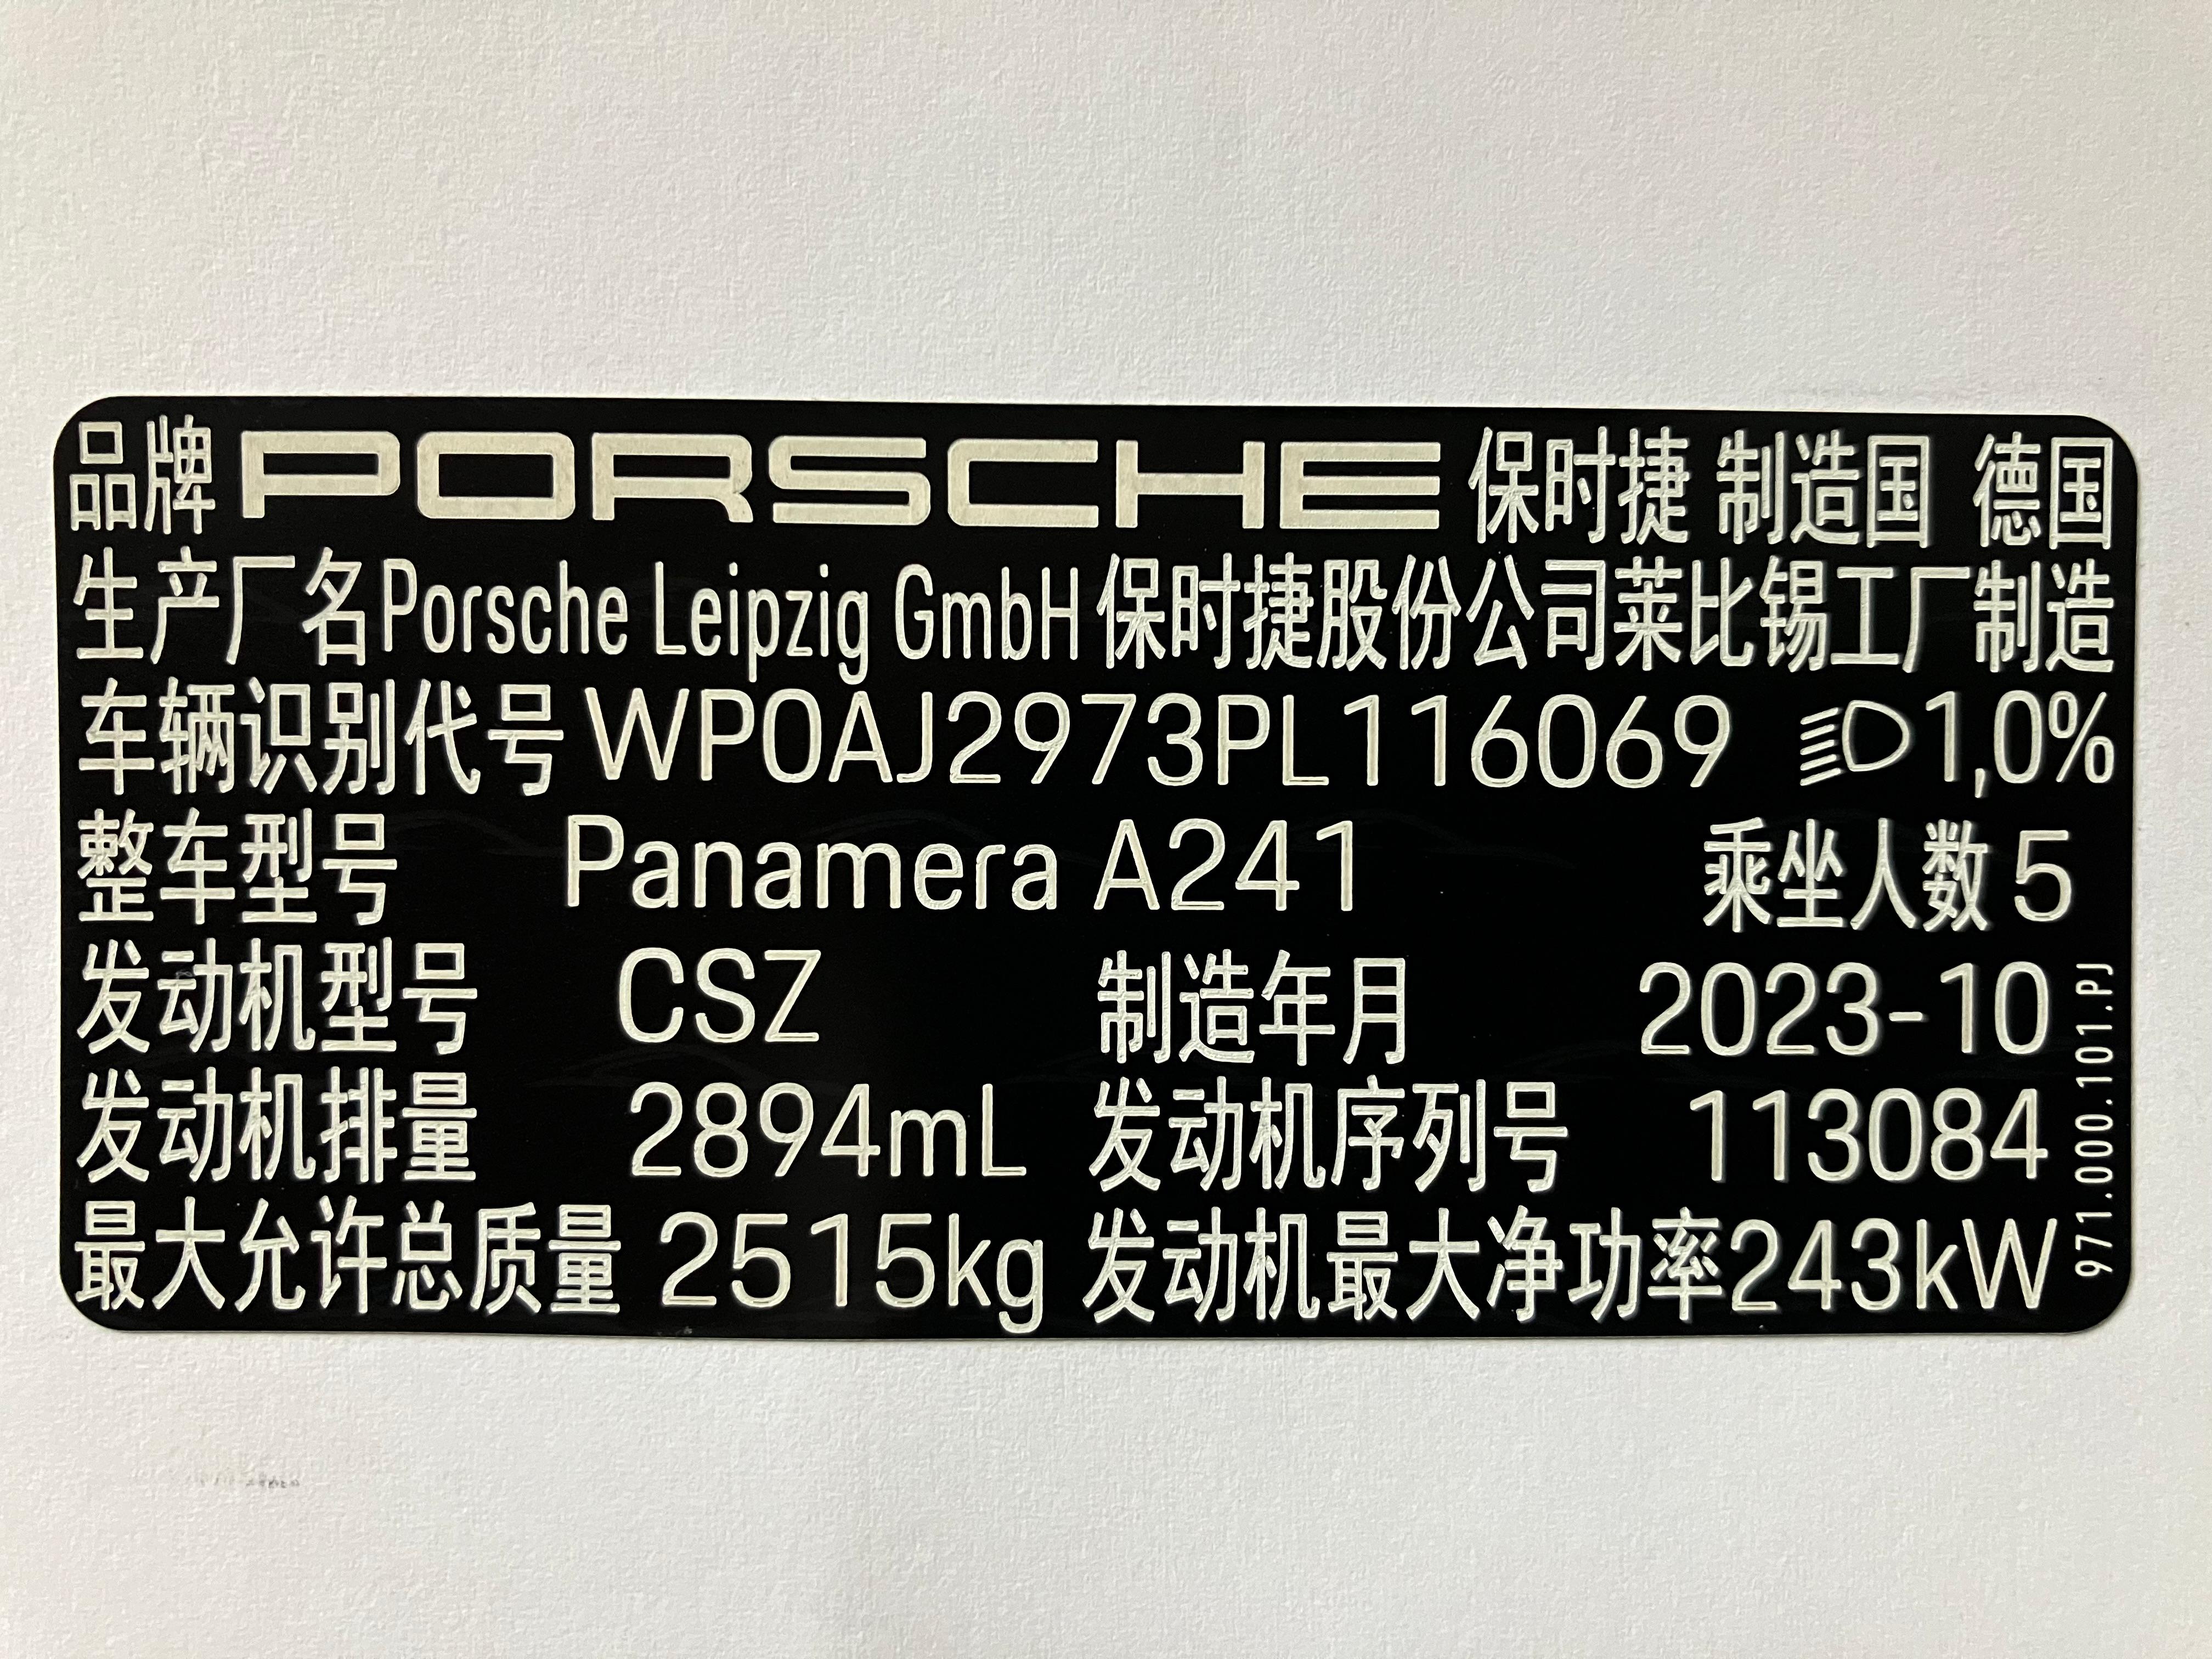 品牌 PORSCHE 保时捷 制造国 德国
生产厂名Porsche Leipzig GmbH保时捷股份公司莱比锡工厂制造
车辆识别代号 WP0AJ2973PL116069 1,0%
整车型号 Panamera A241 乘坐人数 5
发动机型号 CSZ 制造年月 2023-10
发动机排量 2894mL 发动机序列号 113084
最大允许总质量 2515kg 发动机最大净功率243kW
971.000.101.PJ